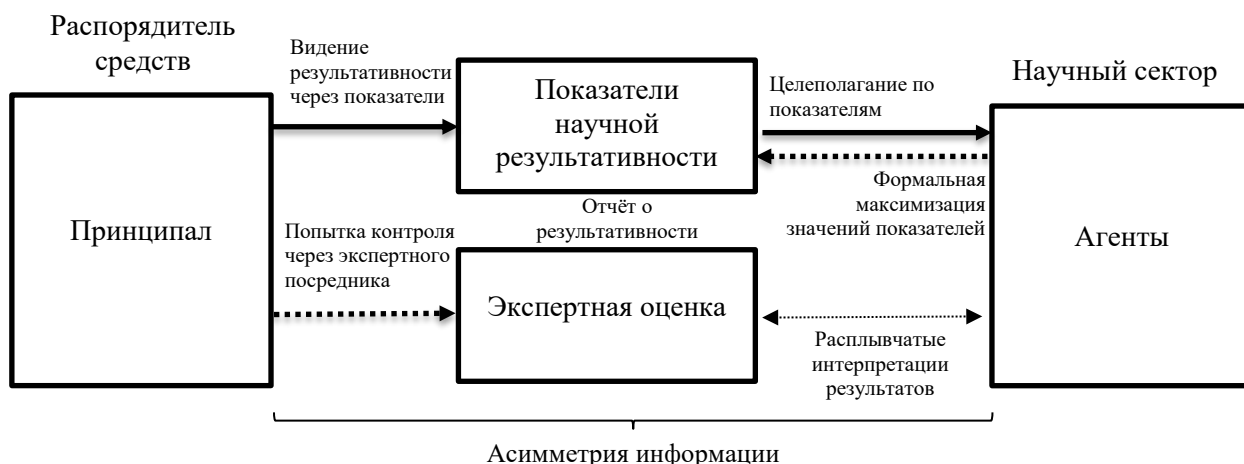 Распорядитель
средств
Видение
результативности
через показатели
Показатели
научной
результативности
Целеполагание по
показателям
Научный сектор
Принципал
Формальная
максимизация
значений показателей
Агенты
Отчёт о
результативности
Попытка контроля
через экспертного
посредника
Экспертная оценка
Расплывчатые
интерпретации
результатов
Асимметрия информации